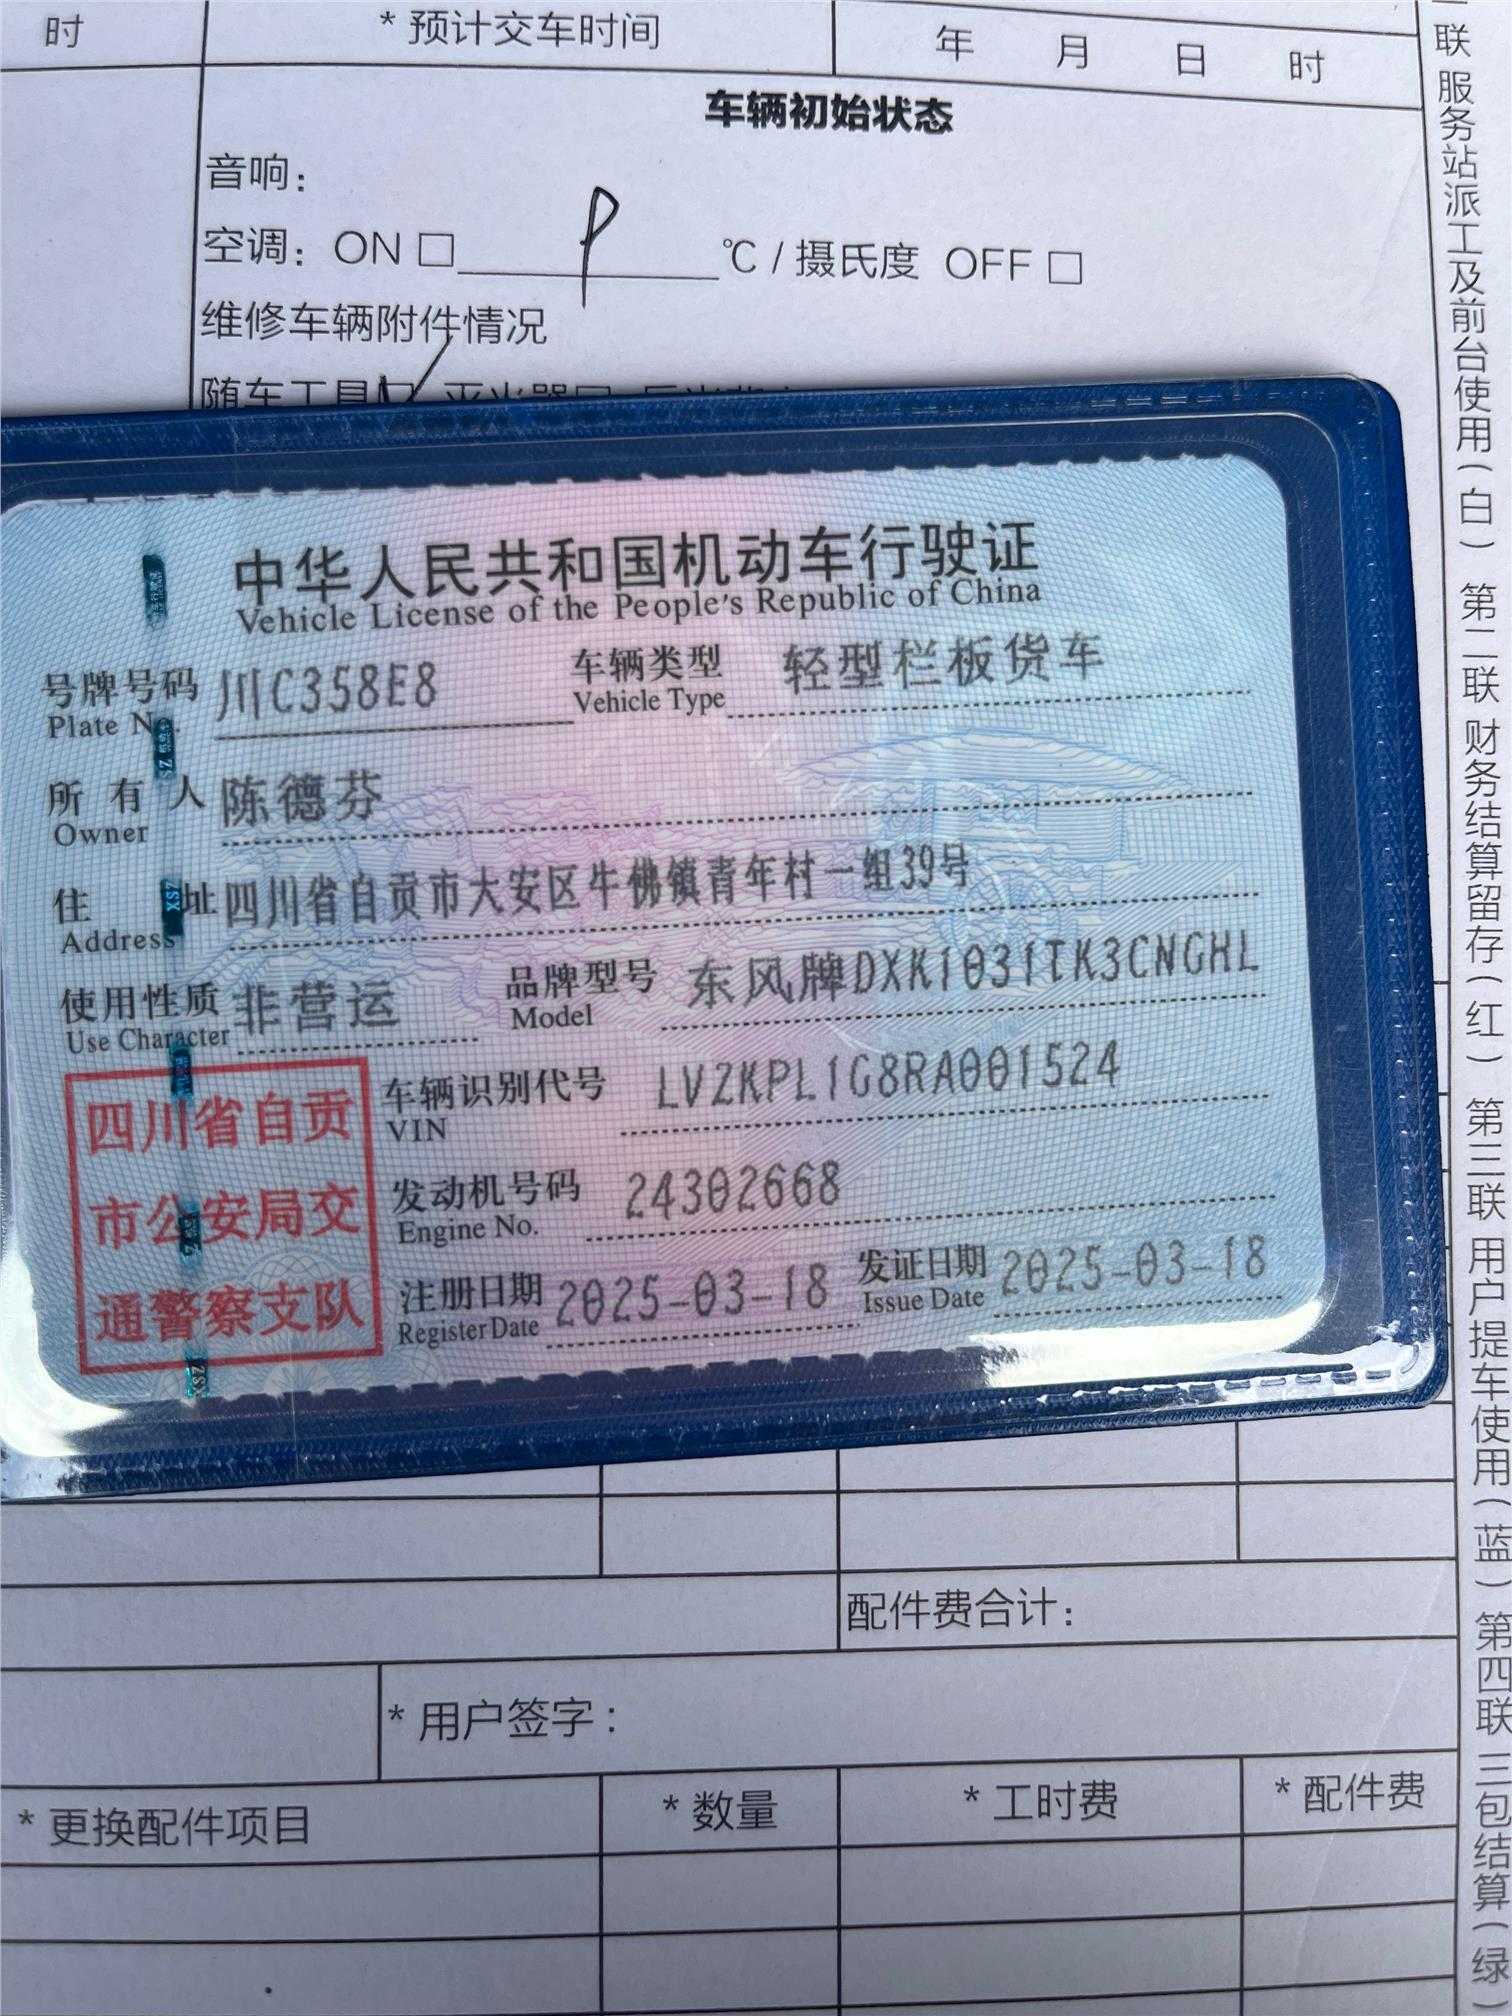 时 * 预计交车时间 年 月 日 时
车辆初始状态
音响：
空调：ON □ P ℃ / 摄氏度 OFF □
维修车辆附件情况
随车工具□ 灭火器□
中华人民共和国机动车行驶证
Vehicle License of the People's Republic of China
号牌号码 川C358E8 车辆类型 轻型栏板货车
Plate No. Vehicle Type
所有人 陈德芬
Owner
住址 四川省自贡市大安区牛佛镇青年村一组39号
Address
使用性质 非营运 品牌型号 东风牌DXK1031TK3CNGHL
Use Character Model
车辆识别代号 LVZKPL1G8RA001524
VIN
发动机号码 24302668
Engine No.
注册日期 2025-03-18 发证日期 2025-03-18
Register Date Issue Date
四川省自贡
市公安局交
通警察支队
配件费合计：
* 用户签字：
* 更换配件项目 * 数量 * 工时费 * 配件费
联 服务站派工及前台使用（白） 第二联 财务结算留存（红） 第三联 用户提车使用（蓝） 第四联 三包结算（绿）